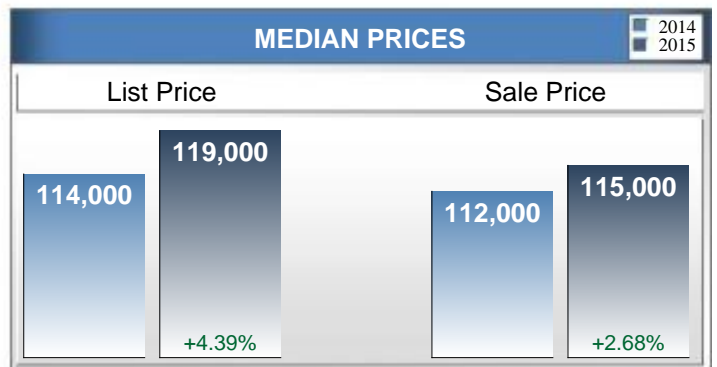 MEDIAN PRICES
2014
2015
List Price
Sale Price
114,000
119,000
+4.39%
112,000
115,000
+2.68%